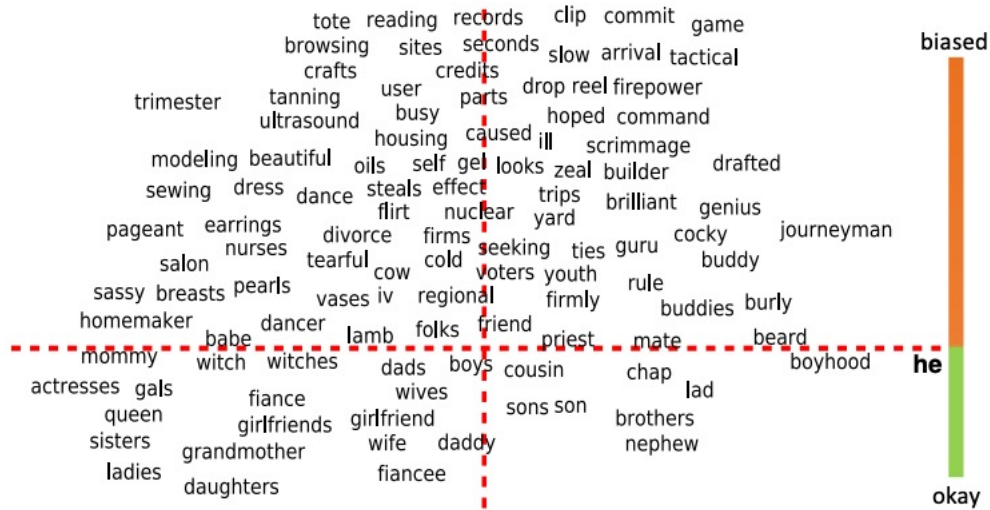 tote reading records clip commit game
browsing sites seconds slow arrival tactical biased
crafts credits
trimester tanning user parts drop reel firepower
ultrasound busy hoped command
housing caused ill scrimmage
modeling beautiful oils self gel looks zeal builder drafted
sewing dress dance steals effect trips brilliant genius
flirt nuclear yard
pageant earrings divorce firms cocky journeyman
nurses seeking ties guru
salon tearful cow cold voters youth buddy
sassy breasts pearls vases iv regional firmly rule buddies burly
homemaker babe dancer lamb folks friend priest mate beard
mommy witch witches dads boys cousin chap boyhood he
actresses gals fiance wives lad
queen girlfriends girlfriend sons son brothers
sisters grandmother wife daddy nephew
ladies daughters fiancee okay